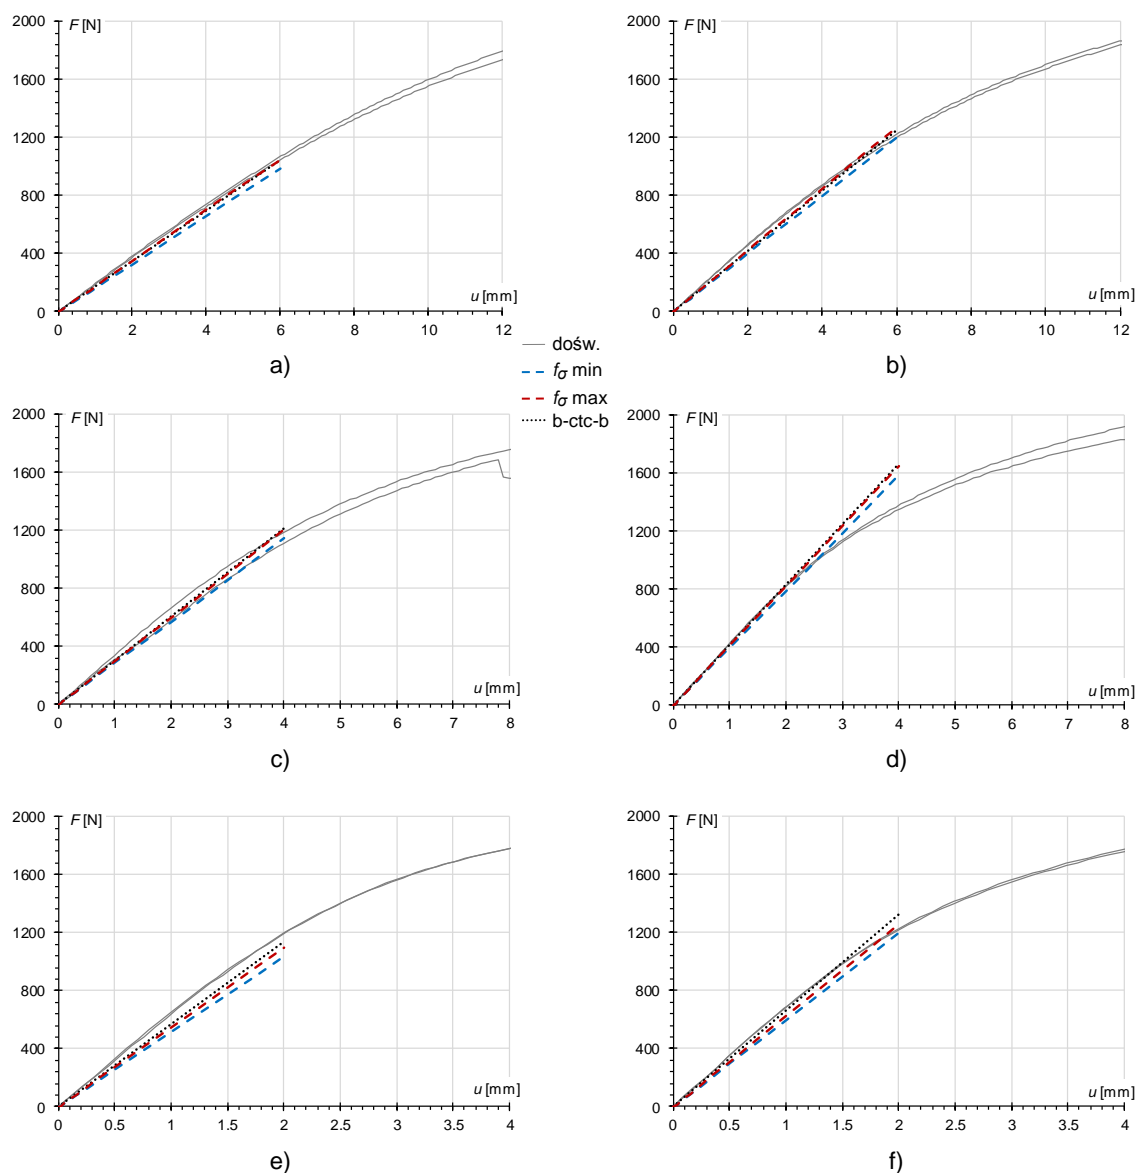 F [N]
2000
1600
1200
800
400
0
0 2 4 6 8 10 12
u [mm]
a)
F [N]
2000
1600
1200
800
400
0
0 2 4 6 8 10 12
u [mm]
b)
dośw.
fσ min
fσ max
b-ctc-b
F [N]
2000
1600
1200
800
400
0
0 1 2 3 4 5 6 7 8
u [mm]
c)
F [N]
2000
1600
1200
800
400
0
0 1 2 3 4 5 6 7 8
u [mm]
d)
F [N]
2000
1600
1200
800
400
0
0 0.5 1 1.5 2 2.5 3 3.5 4
u [mm]
e)
F [N]
2000
1600
1200
800
400
0
0 0.5 1 1.5 2 2.5 3 3.5 4
u [mm]
f)